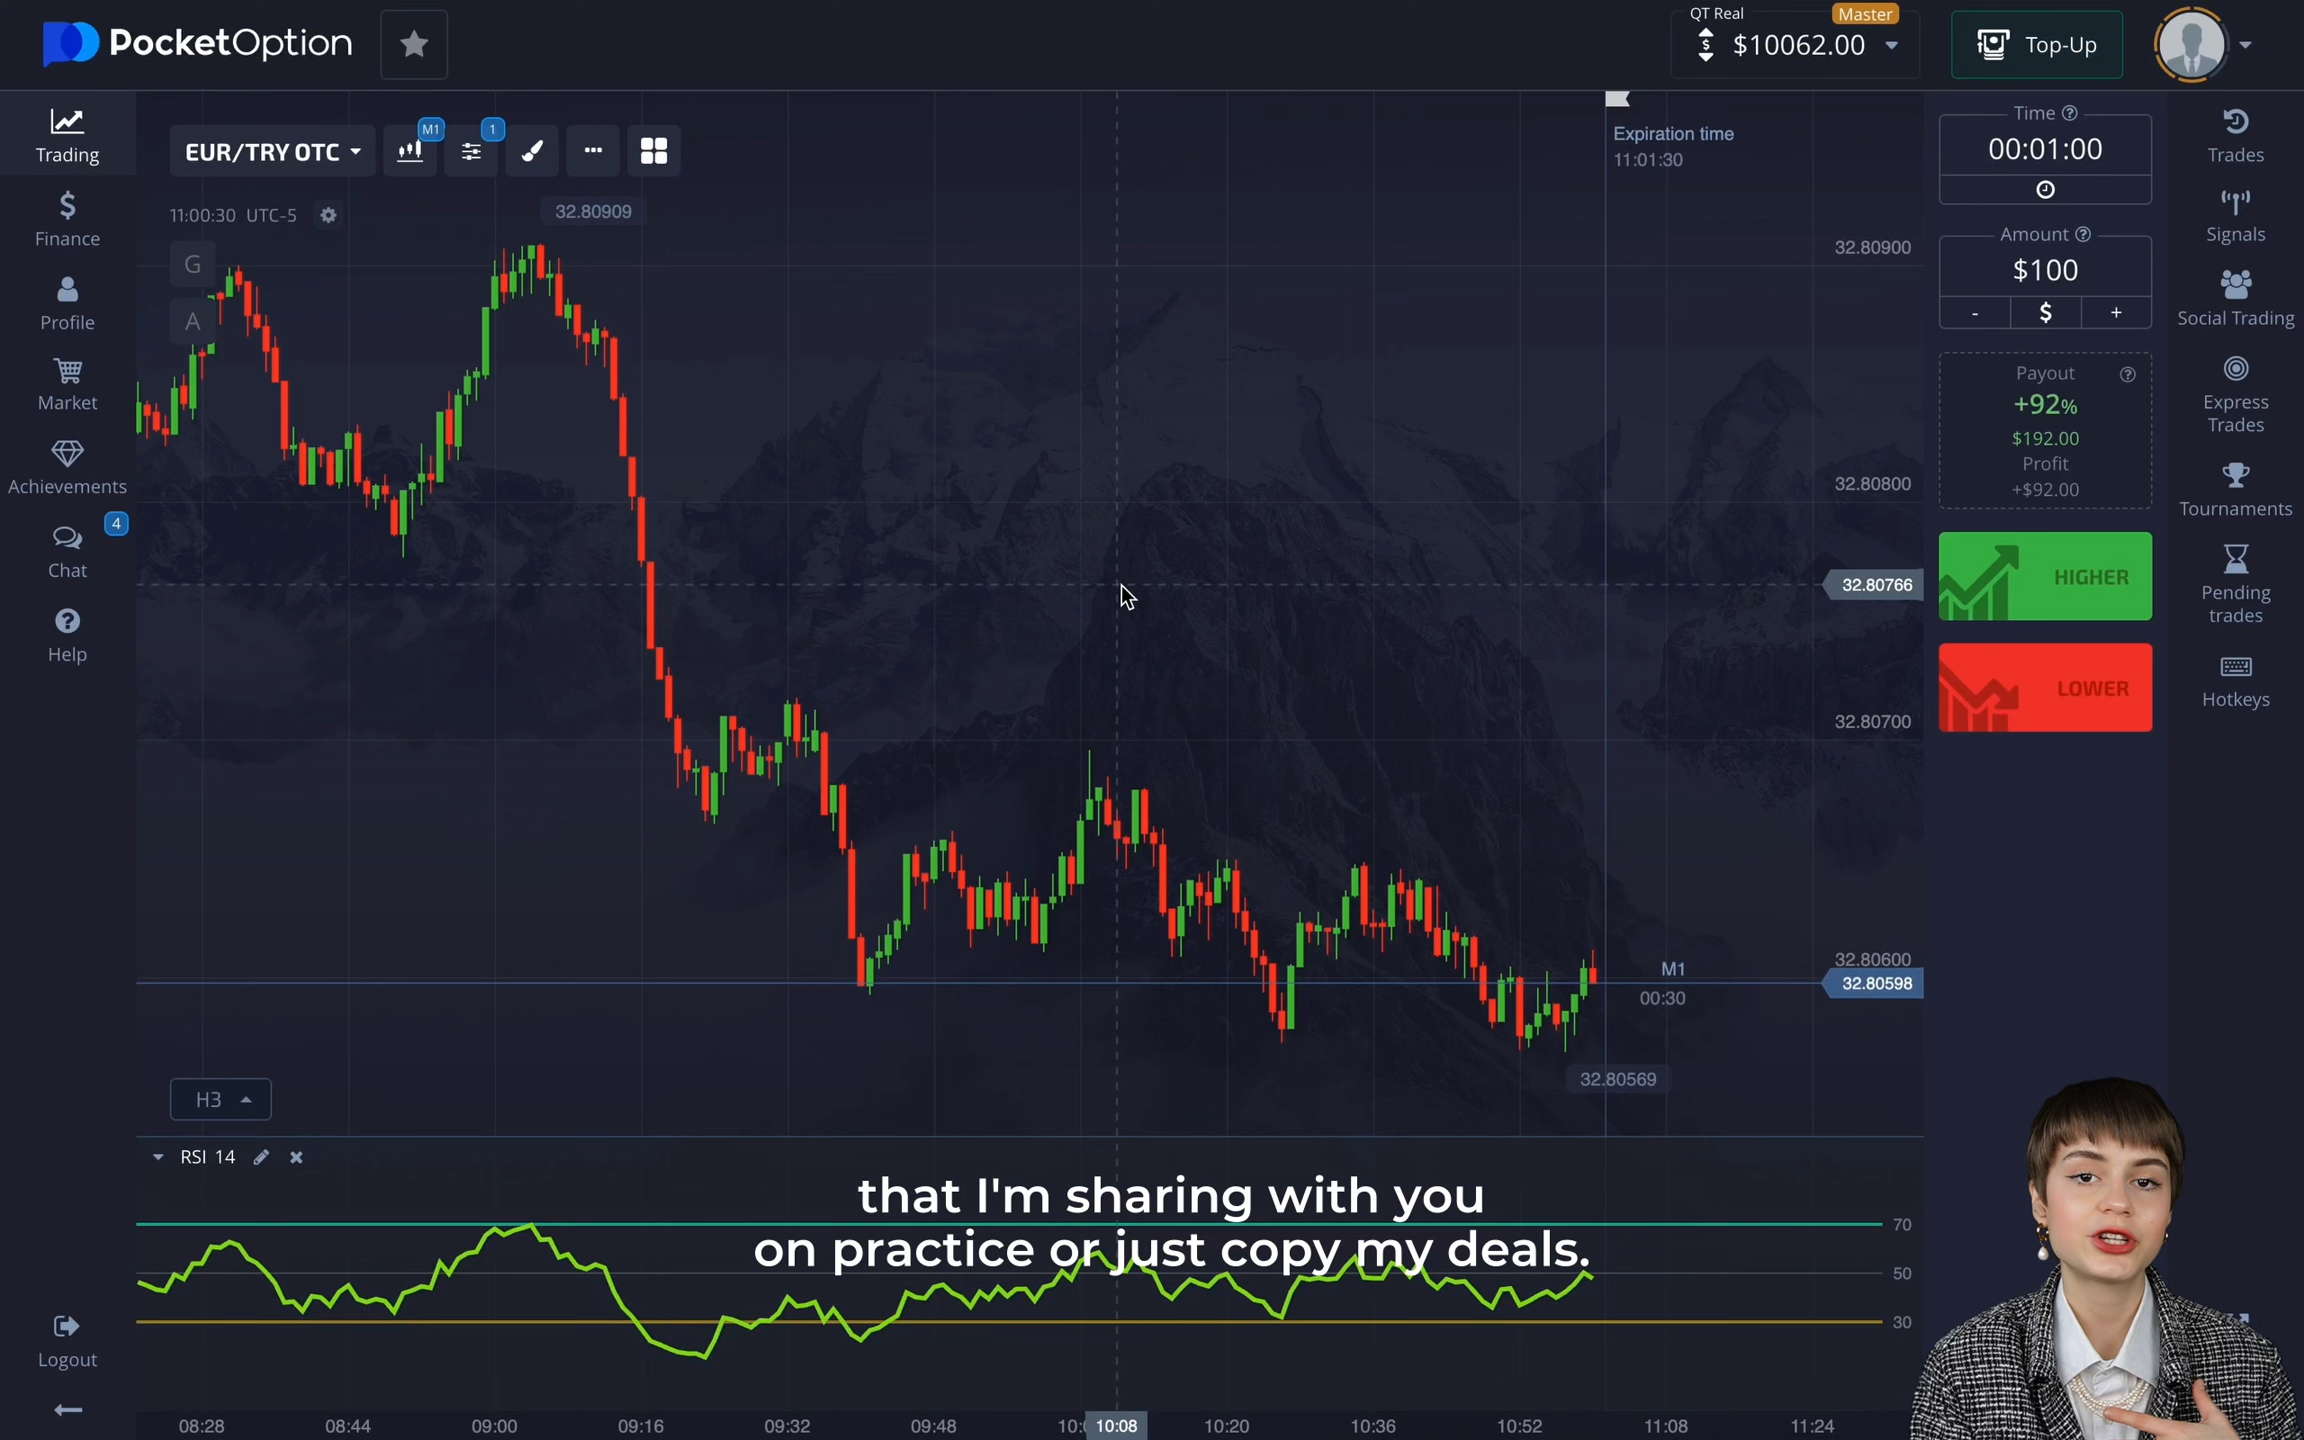 PocketOption
QT Real
Master
$10062.00
Top-Up
Trading
Finance
Profile
Market
Achievements
4
Chat
Help
Logout
EUR/TRY OTC
M1
1
11:00:30 UTC-5
G
A
32.80909
Expiration time
11:01:30
32.80900
32.80800
32.80766
32.80700
32.80600
32.80598
M1
00:30
32.80569
H3
RSI 14
that I'm sharing with you
on practice or just copy my deals.
70
50
30
08:28
08:44
09:00
09:16
09:32
09:48
10:0
10:08
10:20
10:36
10:52
11:08
11:24
Time
00:01:00
Amount
$100
-
$
+
Payout
+92%
$192.00
Profit
+$92.00
HIGHER
LOWER
Trades
Signals
Social Trading
Express
Trades
Tournaments
Pending
trades
Hotkeys